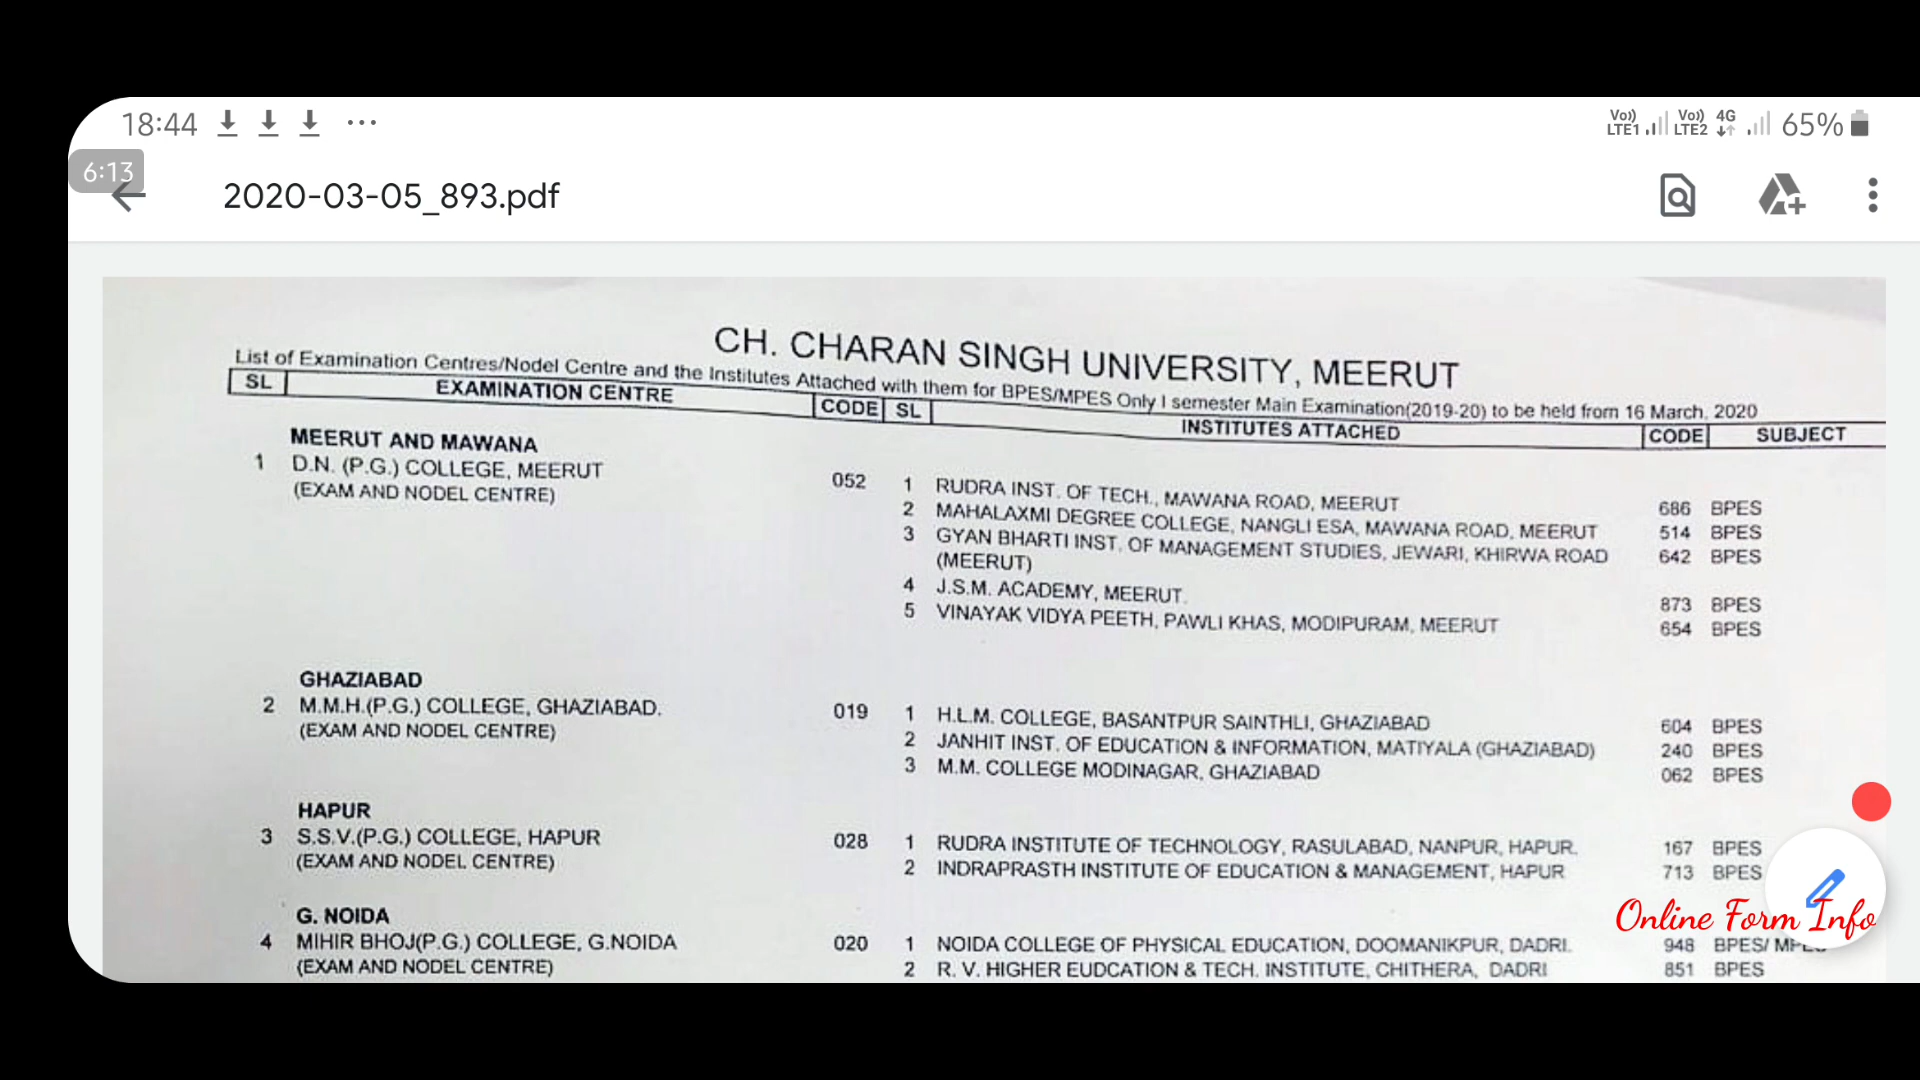 18:44 ... Vo)) LTE1 Vo)) LTE2 4G 65%
6:13
2020-03-05_893.pdf
CH. CHARAN SINGH UNIVERSITY, MEERUT
List of Examination Centres/Nodel Centre and the Institutes Attached with them for BPES/MPES Only I semester Main Examination(2019-20) to be held from 16 March, 2020
SL EXAMINATION CENTRE CODE SL INSTITUTES ATTACHED CODE SUBJECT
MEERUT AND MAWANA
1 D.N. (P.G.) COLLEGE, MEERUT 052 1 RUDRA INST. OF TECH., MAWANA ROAD, MEERUT 686 BPES
(EXAM AND NODEL CENTRE) 2 MAHALAXMI DEGREE COLLEGE, NANGLI ESA, MAWANA ROAD, MEERUT 514 BPES
3 GYAN BHARTI INST. OF MANAGEMENT STUDIES, JEWARI, KHIRWA ROAD 642 BPES
(MEERUT)
4 J.S.M. ACADEMY, MEERUT. 873 BPES
5 VINAYAK VIDYA PEETH, PAWLI KHAS, MODIPURAM, MEERUT 654 BPES
GHAZIABAD
2 M.M.H.(P.G.) COLLEGE, GHAZIABAD. 019 1 H.L.M. COLLEGE, BASANTPUR SAINTHLI, GHAZIABAD 604 BPES
(EXAM AND NODEL CENTRE) 2 JANHIT INST. OF EDUCATION & INFORMATION, MATIYALA (GHAZIABAD) 240 BPES
3 M.M. COLLEGE MODINAGAR, GHAZIABAD 062 BPES
HAPUR
3 S.S.V.(P.G.) COLLEGE, HAPUR 028 1 RUDRA INSTITUTE OF TECHNOLOGY, RASULABAD, NANPUR, HAPUR. 167 BPES
(EXAM AND NODEL CENTRE) 2 INDRAPRASTH INSTITUTE OF EDUCATION & MANAGEMENT, HAPUR 713 BPES
G. NOIDA
Online Form Info
4 MIHIR BHOJ(P.G.) COLLEGE, G.NOIDA 020 1 NOIDA COLLEGE OF PHYSICAL EDUCATION, DOOMANIKPUR, DADRI. 948 BPES/
(EXAM AND NODEL CENTRE) 2 R. V. HIGHER EUDCATION & TECH. INSTITUTE, CHITHERA, DADRI 851 BPES